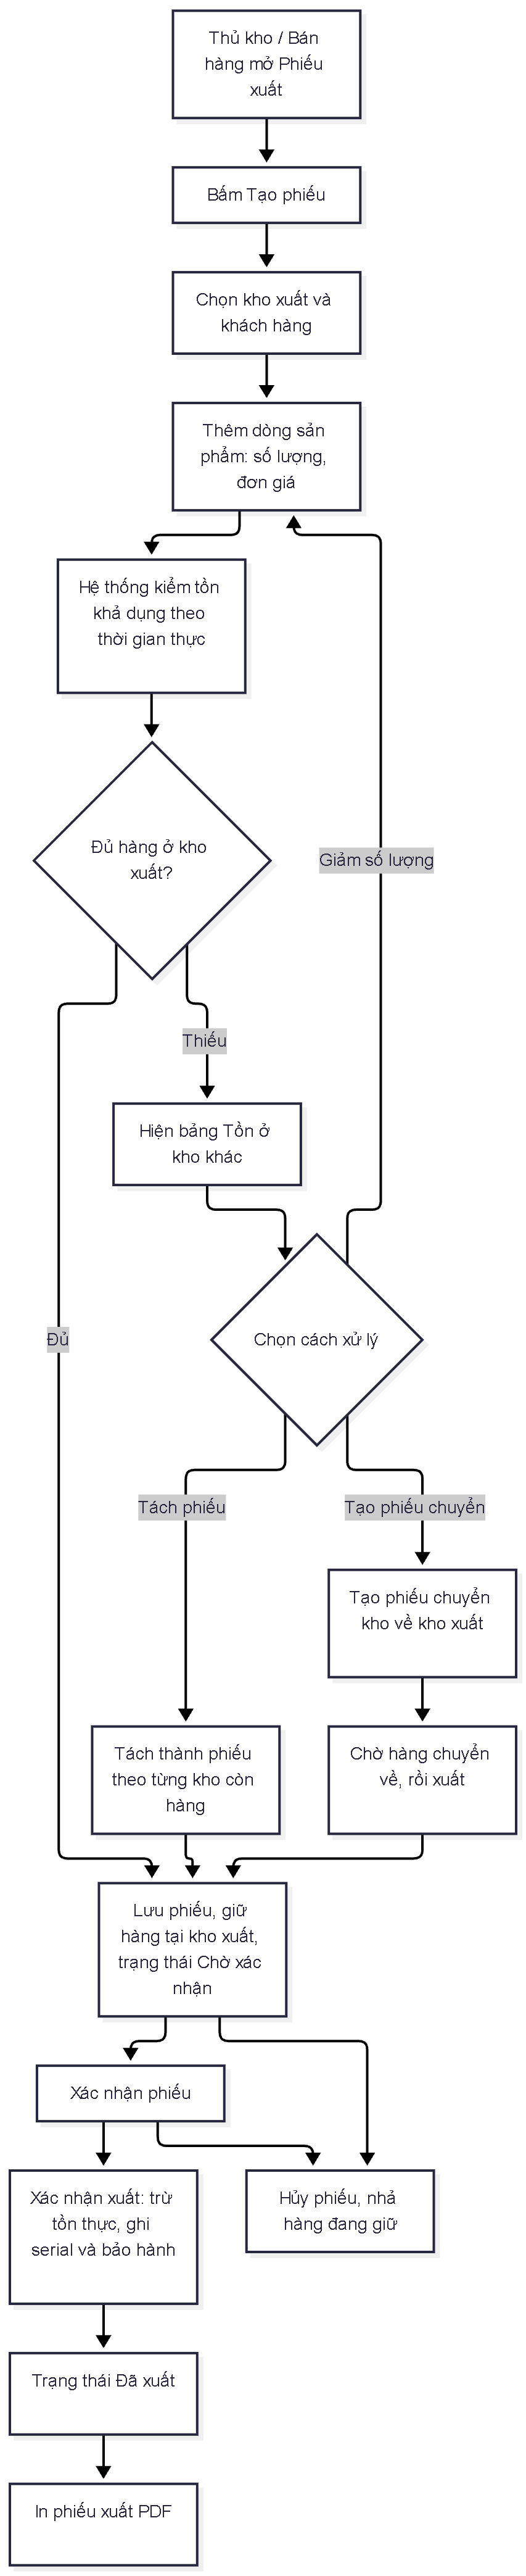 Thủ kho / Bán
hàng mở Phiếu
xuất
Bấm Tạo phiếu
Chọn kho xuất và
khách hàng
Thêm dòng sản
phẩm: số lượng,
đơn giá
Hệ thống kiểm tồn
khả dụng theo
thời gian thực
Đủ hàng ở kho
xuất?
Giảm số lượng
Thiếu
Hiện bảng Tồn ở
kho khác
Đủ
Chọn cách xử lý
Tách phiếu
Tạo phiếu chuyển
Tạo phiếu chuyển
kho về kho xuất
Tách thành phiếu
theo từng kho còn
hàng
Chờ hàng chuyển
về, rồi xuất
Lưu phiếu, giữ
hàng tại kho xuất,
trạng thái Chờ xác
nhận
Xác nhận phiếu
Xác nhận xuất: trừ
tồn thực, ghi
serial và bảo hành
Hủy phiếu, nhả
hàng đang giữ
Trạng thái Đã xuất
In phiếu xuất PDF